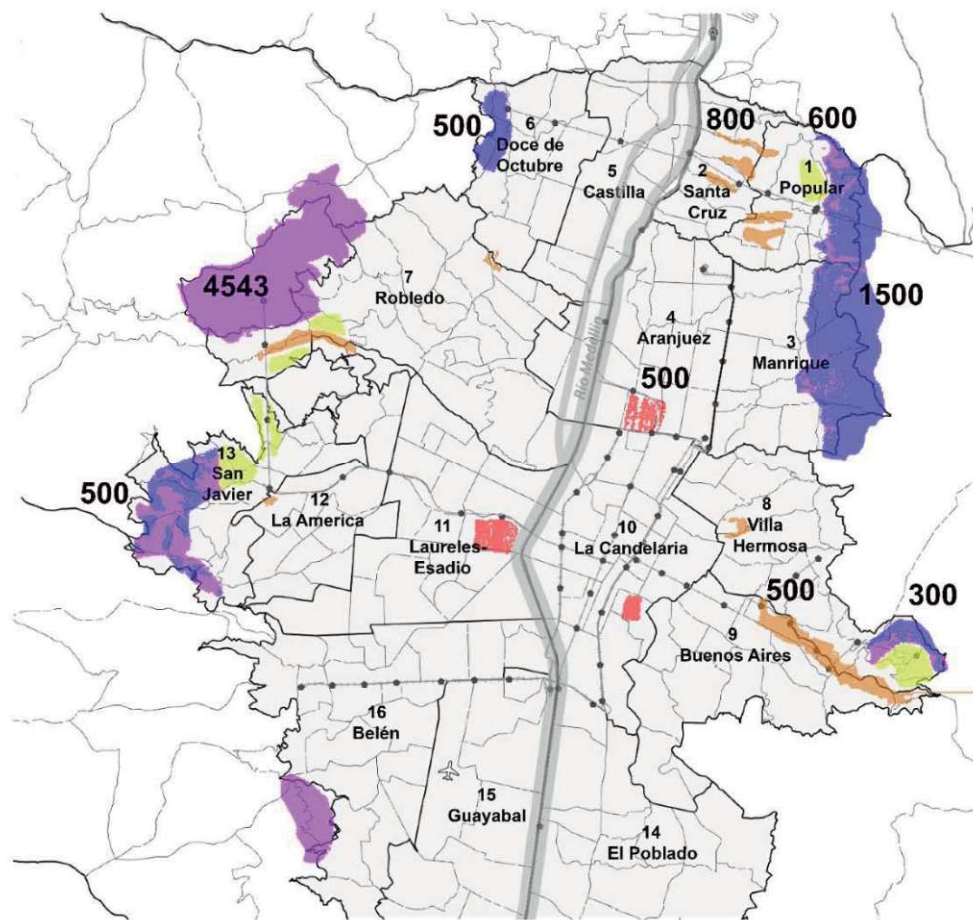 800
600
500
6
Doce de
Octubre
5
Castilla
2
Santa
Cruz
1
Popular
4543
7
Robledo
1500
4
Aranjuez
3
Manrique
Río Medellín
500
13
San
Javier
500
12
La America
11
Laureles-
Esadio
10
La Candelaria
8
Villa
Hermosa
500
300
9
Buenos Aires
16
Belén
15
Guayabal
14
El Poblado